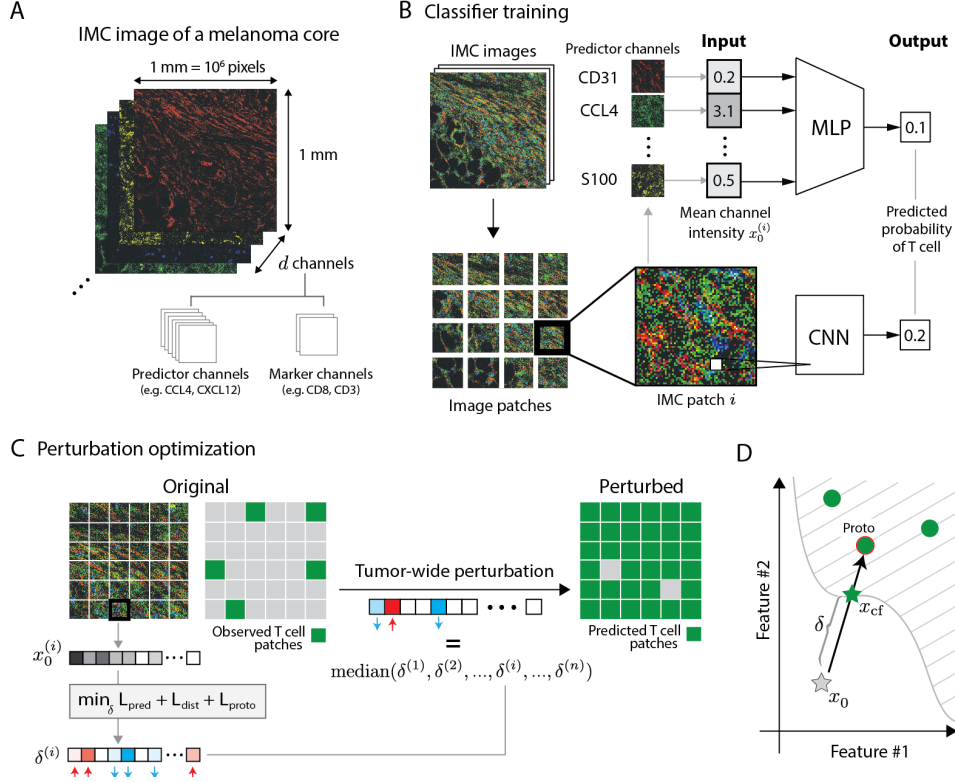 A
IMC image of a melanoma core
1 mm = 10⁶ pixels
1 mm
d channels
Predictor channels
(e.g. CCL4, CXCL12)
Marker channels
(e.g. CD8, CD3)
B Classifier training
IMC images
Image patches
Predictor channels
Input
Output
CD31
0.2
CCL4
3.1
S100
0.5
MLP
0.1
Mean channel
intensity x₀⁽ⁱ⁾
Predicted
probability
of T cell
IMC patch i
CNN
0.2
C Perturbation optimization
Original
Observed T cell
patches
x₀⁽ⁱ⁾
min_δ L_pred + L_dist + L_proto
δ⁽ⁱ⁾
Tumor-wide perturbation
=
median(δ⁽¹⁾, δ⁽²⁾, ..., δ⁽ⁱ⁾, ..., δ⁽ⁿ⁾)
Perturbed
Predicted T cell
patches
D
Feature #2
Proto
x_cf
δ
x₀
Feature #1